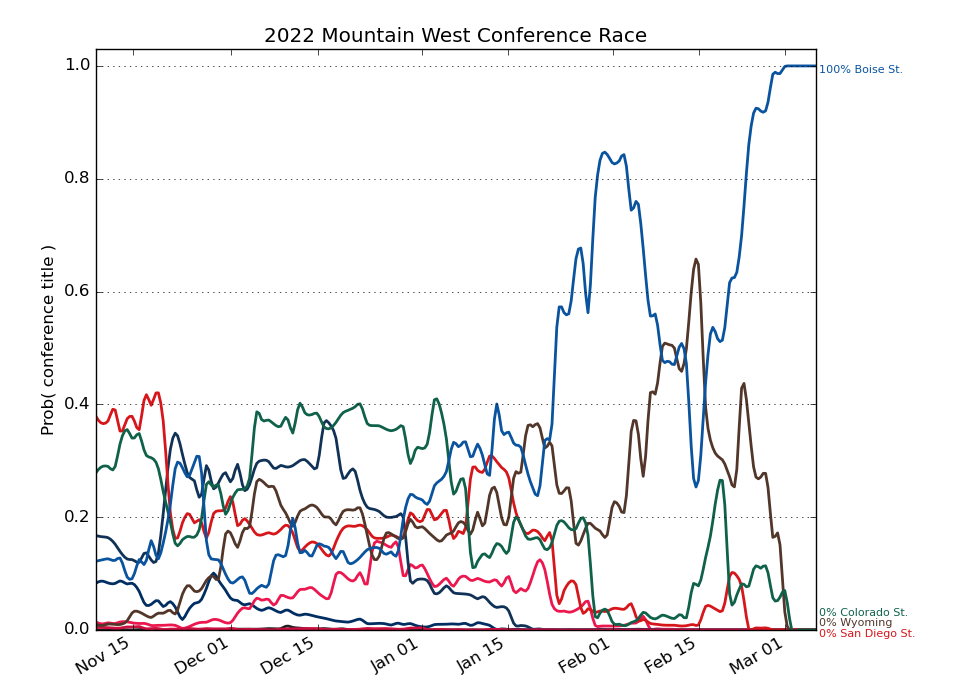 2022 Mountain West Conference Race
1.0
100% Boise St.
0.8
0.6
Prob( conference title )
0.4
0.2
0% Colorado St.
0% Wyoming
0.0
0% San Diego St.
Nov 15
Dec 01
Dec 15
Jan 01
Jan 15
Feb 01
Feb 15
Mar 01